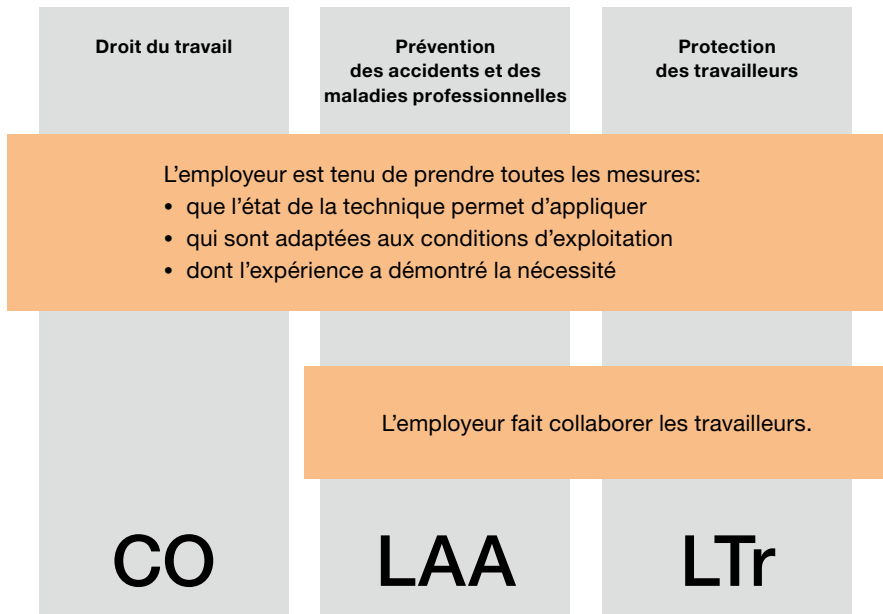 Droit du travail
Prévention
des accidents et des
maladies professionnelles
Protection
des travailleurs
L’employeur est tenu de prendre toutes les mesures:
• que l’état de la technique permet d’appliquer
• qui sont adaptées aux conditions d’exploitation
• dont l’expérience a démontré la nécessité
L’employeur fait collaborer les travailleurs.
CO
LAA
LTr